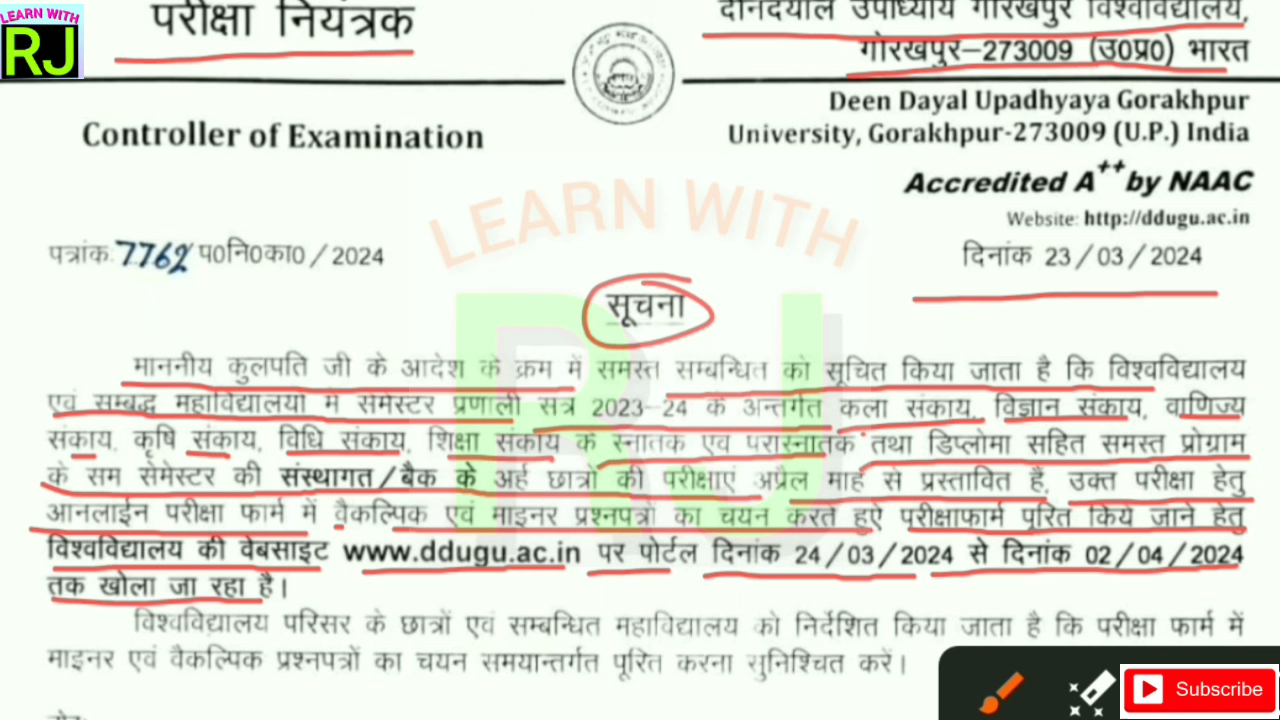 LEARN WITH
RJ
परीक्षा नियंत्रक
दीनदयाल उपाध्याय गोरखपुर विश्वविद्यालय,
गोरखपुर–273009 (उ0प्र0) भारत
Controller of Examination
Deen Dayal Upadhyaya Gorakhpur
University, Gorakhpur-273009 (U.P.) India
Accredited A++ by NAAC
Website: http://ddugu.ac.in
पत्रांक. 7762 प0नि0का0 / 2024
दिनांक 23 / 03 / 2024
LEARN WITH
RJ
सूचना
माननीय कुलपति जी के आदेश के क्रम में समस्त सम्बन्धित को सूचित किया जाता है कि विश्वविद्यालय
एवं सम्बद्ध महाविद्यालयों में सेमेस्टर प्रणाली सत्र 2023–24 के अन्तर्गत कला संकाय, विज्ञान संकाय, वाणिज्य
संकाय, कृषि संकाय, विधि संकाय, शिक्षा संकाय के स्नातक एवं परास्नातक तथा डिप्लोमा सहित समस्त प्रोग्राम
के सम सेमेस्टर की संस्थागत/बैक के अर्ह छात्रों की परीक्षाएं अप्रैल माह से प्रस्तावित हैं, उक्त परीक्षा हेतु
आनलाईन परीक्षा फार्म में वैकल्पिक एवं माइनर प्रश्नपत्रों का चयन करते हुऐ परीक्षाफार्म पूरित किये जाने हेतु
विश्वविद्यालय की वेबसाइट www.ddugu.ac.in पर पोर्टल दिनांक 24/03/2024 से दिनांक 02/04/2024
तक खोला जा रहा है।
विश्वविद्यालय परिसर के छात्रों एवं सम्बन्धित महाविद्यालय को निर्देशित किया जाता है कि परीक्षा फार्म में
माइनर एवं वैकल्पिक प्रश्नपत्रों का चयन समयान्तर्गत पूरित करना सुनिश्चित करें।
Subscribe